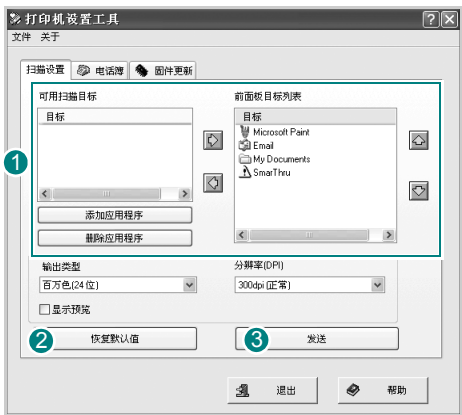 打印机设置工具
文件 关于
扫描设置 电话簿 固件更新
可用扫描目标
目标
添加应用程序
删除应用程序
前面板目标列表
目标
Microsoft Paint
Email
My Documents
SmarThru
1
输出类型
百万色(24 位)
分辨率(DPI)
300dpi (正常)
显示预览
2 恢复默认值
3 发送
退出 帮助